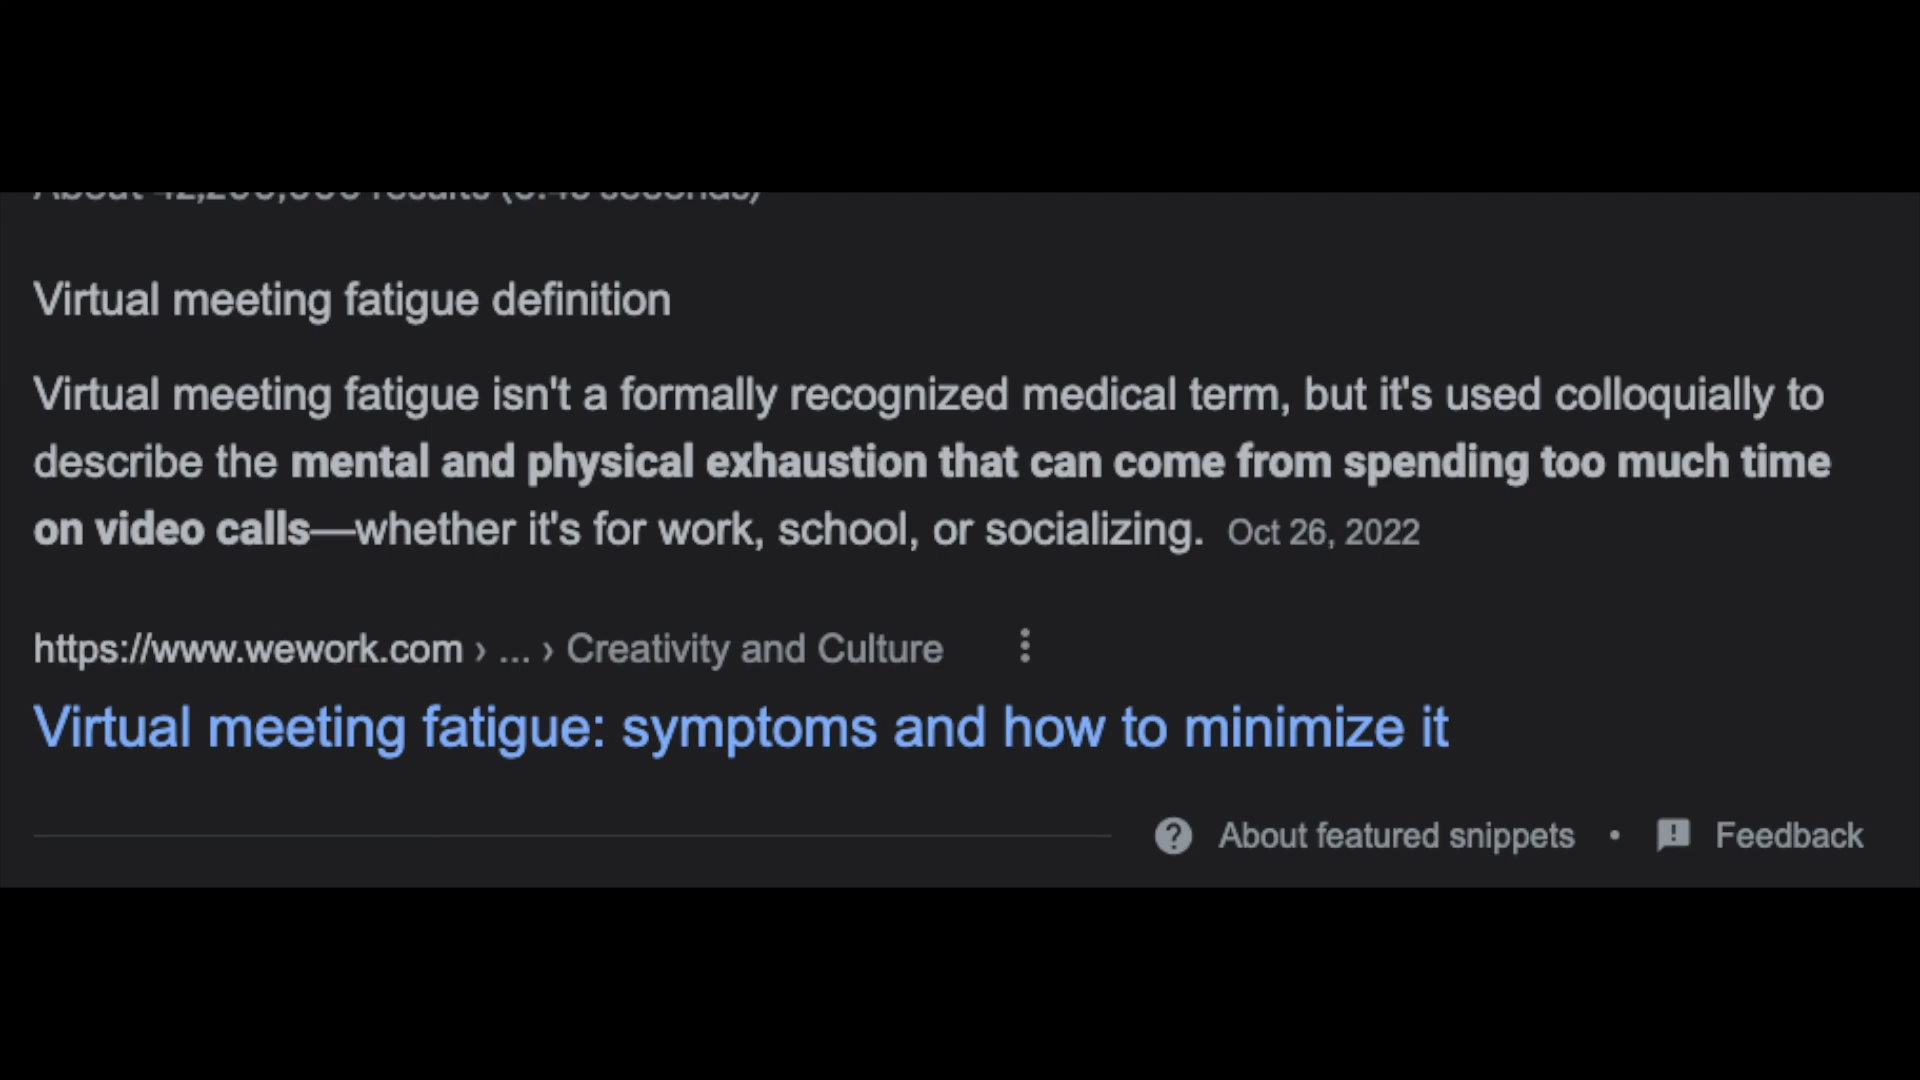 About results seconds)
Virtual meeting fatigue definition
Virtual meeting fatigue isn't a formally recognized medical term, but it's used colloquially to
describe the mental and physical exhaustion that can come from spending too much time
on video calls—whether it's for work, school, or socializing. Oct 26, 2022
https://www.wework.com › ... › Creativity and Culture
Virtual meeting fatigue: symptoms and how to minimize it
About featured snippets • Feedback